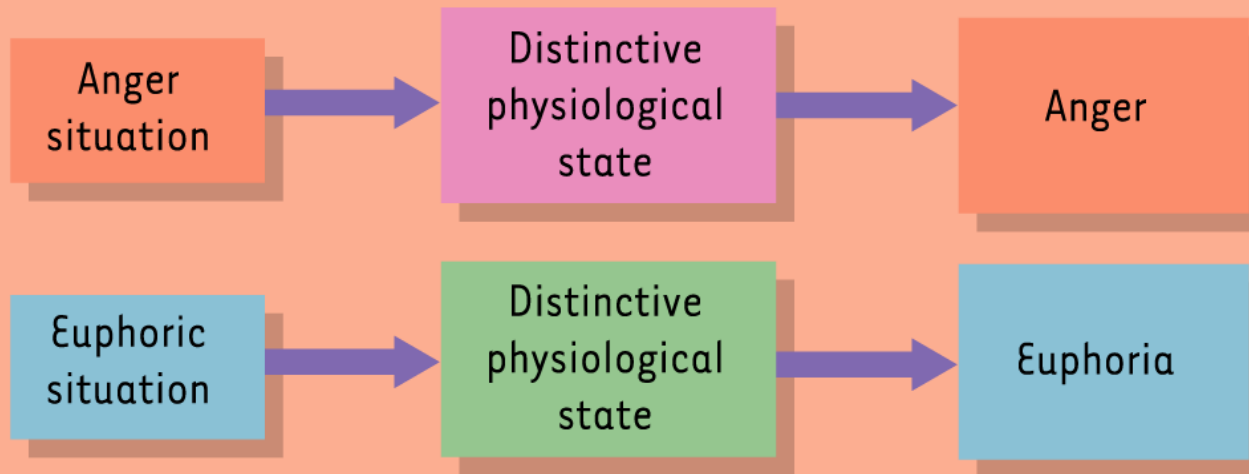 Anger
situation
Distinctive
physiological
state
Anger
Euphoric
situation
Distinctive
physiological
state
Euphoria